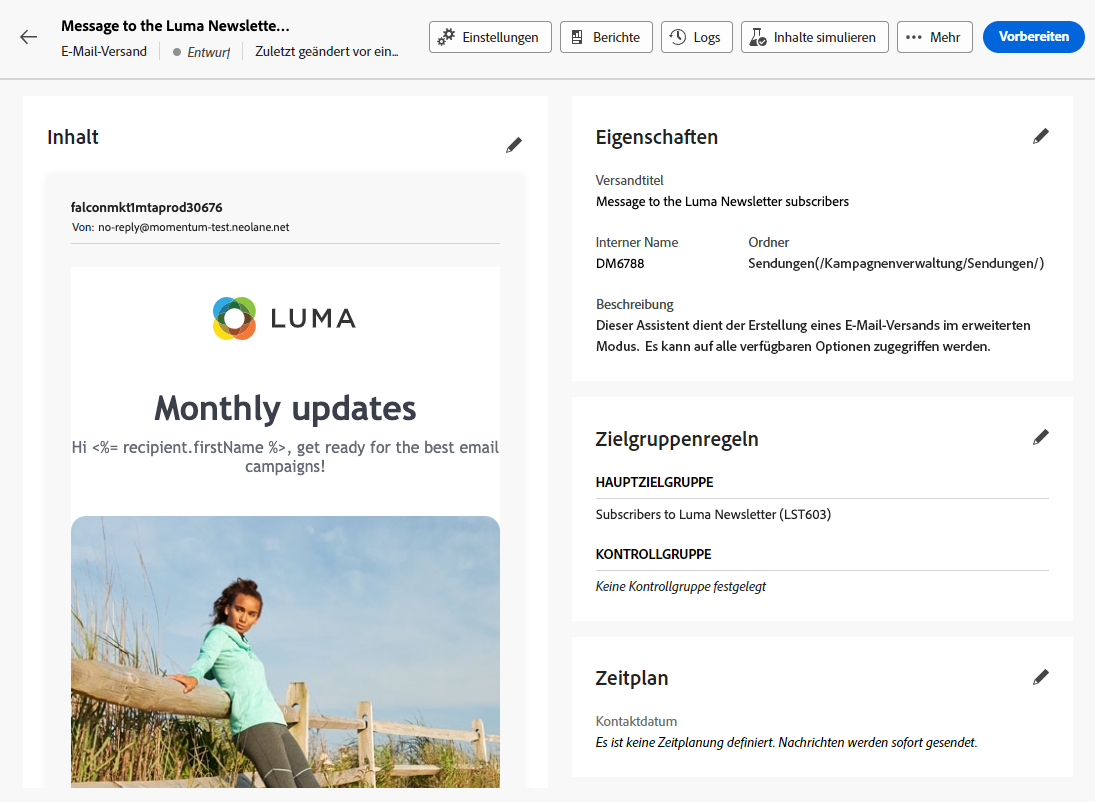 Message to the Luma Newslette...
E-Mail-Versand
Entwurf
Zuletzt geändert vor ein...
Einstellungen
Berichte
Logs
Inhalte simulieren
Mehr
Vorbereiten
Inhalt
falconmkt1mtaprod30676
Von: no-reply@momentum-test.neolane.net
LUMA
Monthly updates
Hi <%= recipient.firstName %>, get ready for the best email
campaigns!
Eigenschaften
Versandtitel
Message to the Luma Newsletter subscribers
Interner Name
DM6788
Ordner
Sendungen(/Kampagnenverwaltung/Sendungen/)
Beschreibung
Dieser Assistent dient der Erstellung eines E-Mail-Versands im erweiterten
Modus. Es kann auf alle verfügbaren Optionen zugegriffen werden.
Zielgruppenregeln
HAUPTZIELGRUPPE
Subscribers to Luma Newsletter (LST603)
KONTROLLGRUPPE
Keine Kontrollgruppe festgelegt
Zeitplan
Kontaktdatum
Es ist keine Zeitplanung definiert. Nachrichten werden sofort gesendet.